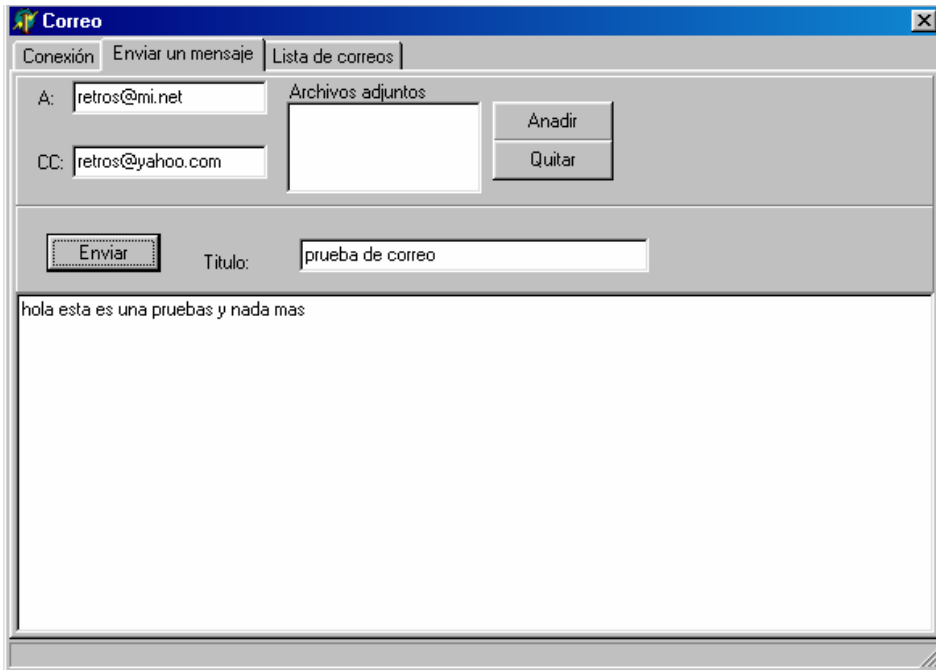 Correo
Conexión Enviar un mensaje Lista de correos
A: retros@mi.net Archivos adjuntos
Anadir
CC: retros@yahoo.com Quitar
Enviar Titulo: prueba de correo
hola esta es una pruebas y nada mas